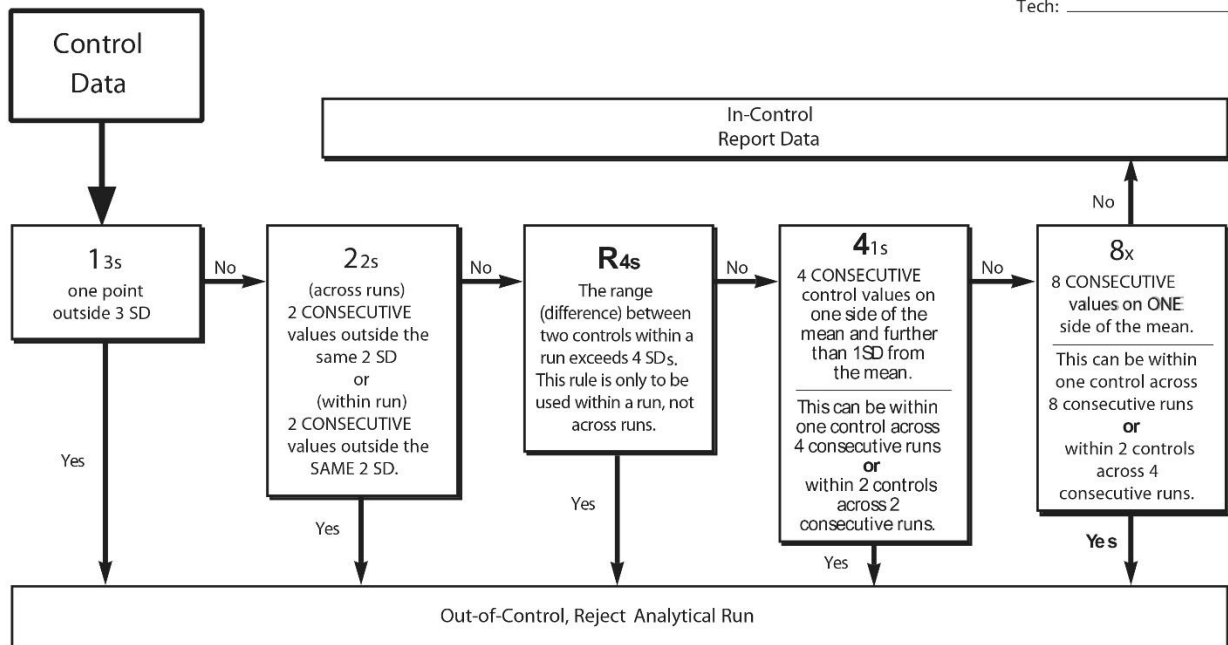 Tech: ____________________
Control
Data
In-Control
Report Data
No
13s
one point
outside 3 SD
No
22s
(across runs)
2 CONSECUTIVE
values outside the
same 2 SD
or
(within run)
2 CONSECUTIVE
values outside the
SAME 2 SD.
No
R4s
The range
(difference) between
two controls within a
run exceeds 4 SDs.
This rule is only to be
used within a run, not
across runs.
No
41s
4 CONSECUTIVE
control values on
one side of the
mean and further
than 1SD from
the mean.
This can be within
one control across
4 consecutive runs
or
within 2 controls
across 2
consecutive runs.
No
8x
8 CONSECUTIVE
values on ONE
side of the mean.
This can be within
one control across
8 consecutive runs
or
within 2 controls
across 4
consecutive runs.
Yes
Yes
Yes
Yes
Yes
Out-of-Control, Reject Analytical Run